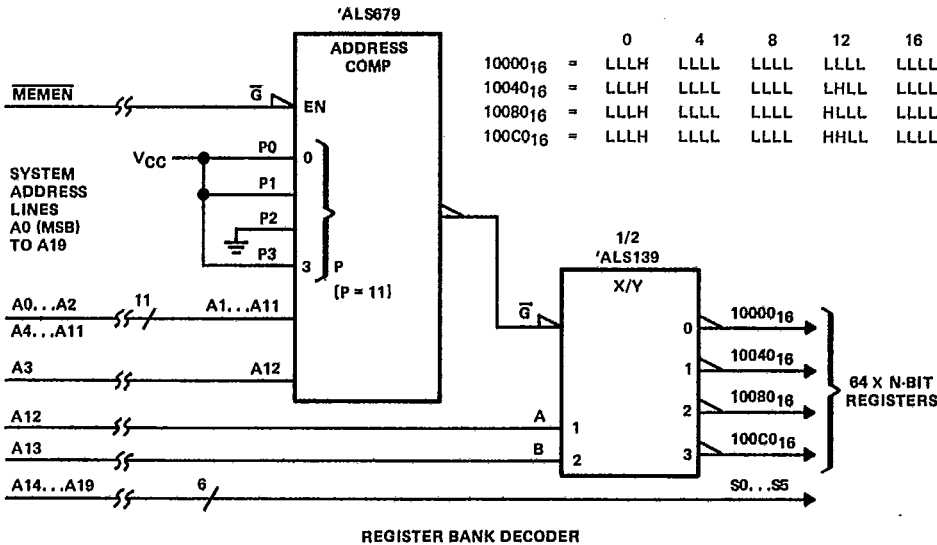 'ALS679
ADDRESS
COMP
0 4 8 12 16
10000₁₆ = LLLH LLLL LLLL LLLL LLLL
10040₁₆ = LLLH LLLL LLLL LHLL LLLL
10080₁₆ = LLLH LLLL LLLL HLLL LLLL
100C0₁₆ = LLLH LLLL LLLL HHLL LLLL
MEMEN
G
EN
VCC
P0
0
P1
P2
P3
3
P
(P = 11)
SYSTEM
ADDRESS
LINES
A0 (MSB)
TO A19
A0...A2
11
A1...A11
A4...A11
A3
A12
1/2
'ALS139
X/Y
G
0
10000₁₆
1
10040₁₆
2
10080₁₆
3
100C0₁₆
64 X N-BIT
REGISTERS
A12
A
1
A13
B
2
A14...A19
6
S0...S5
REGISTER BANK DECODER